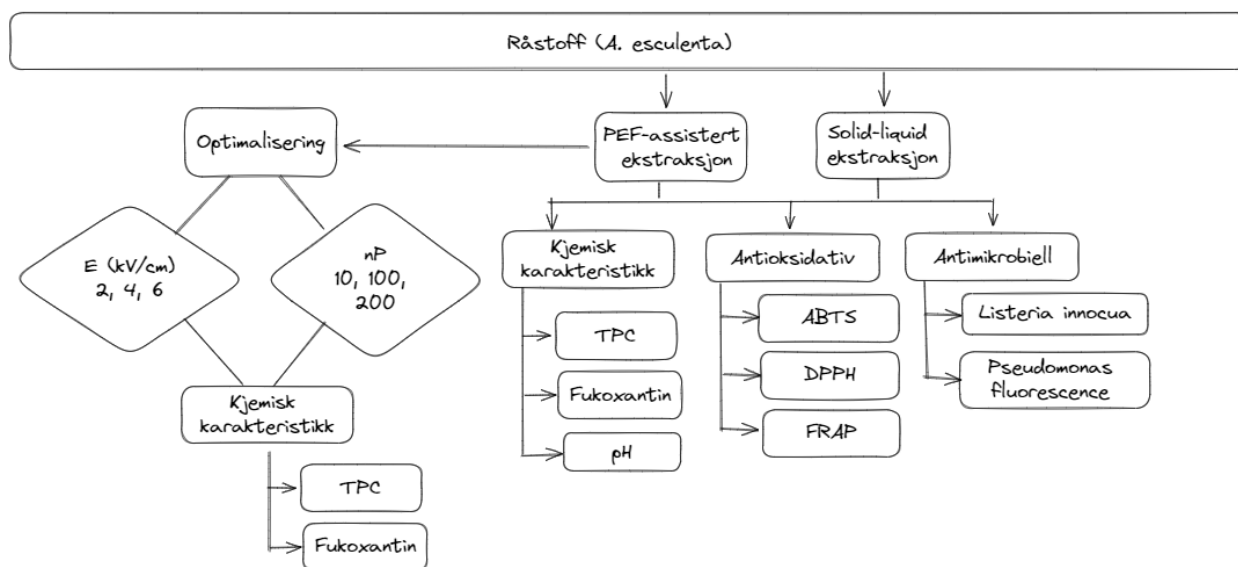 Råstoff (A. esculenta)
Optimalisering
PEF-assistert
ekstraksjon
Solid-liquid
ekstraksjon
E (kV/cm)
2, 4, 6
nP
10, 100,
200
Kjemisk
karakteristikk
TPC
Fukoxantin
Kjemisk
karakteristikk
TPC
Fukoxantin
pH
Antioksidativ
ABTS
DPPH
FRAP
Antimikrobiell
Listeria innocua
Pseudomonas
fluorescence